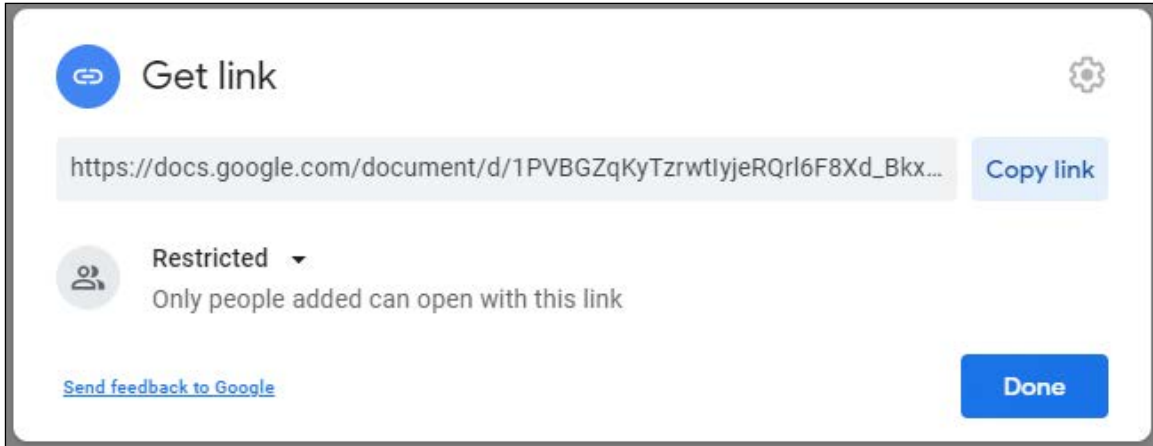 Get link
https://docs.google.com/document/d/1PVBGZqKyTzrwtIyjeRQrl6F8Xd_Bkx... Copy link
Restricted
Only people added can open with this link
Send feedback to Google Done